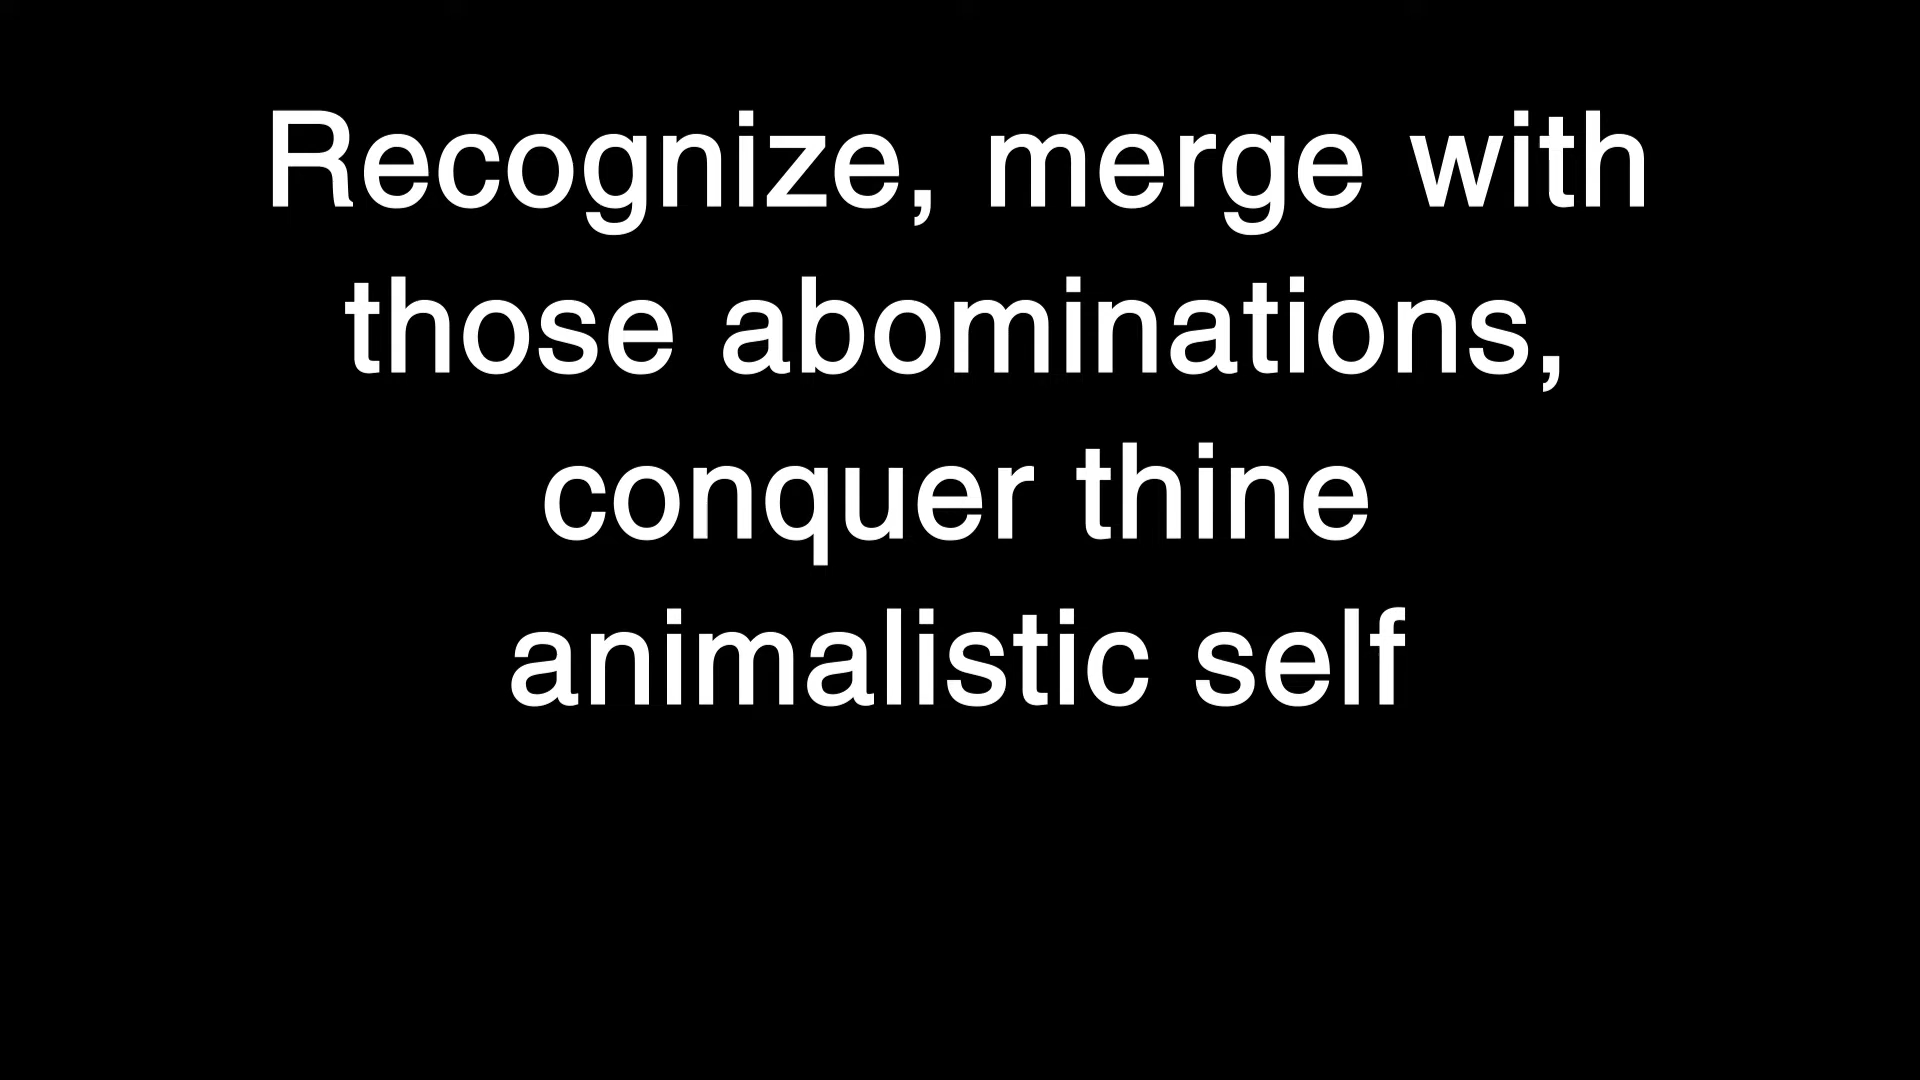 Recognize, merge with
those abominations,
conquer thine
animalistic self